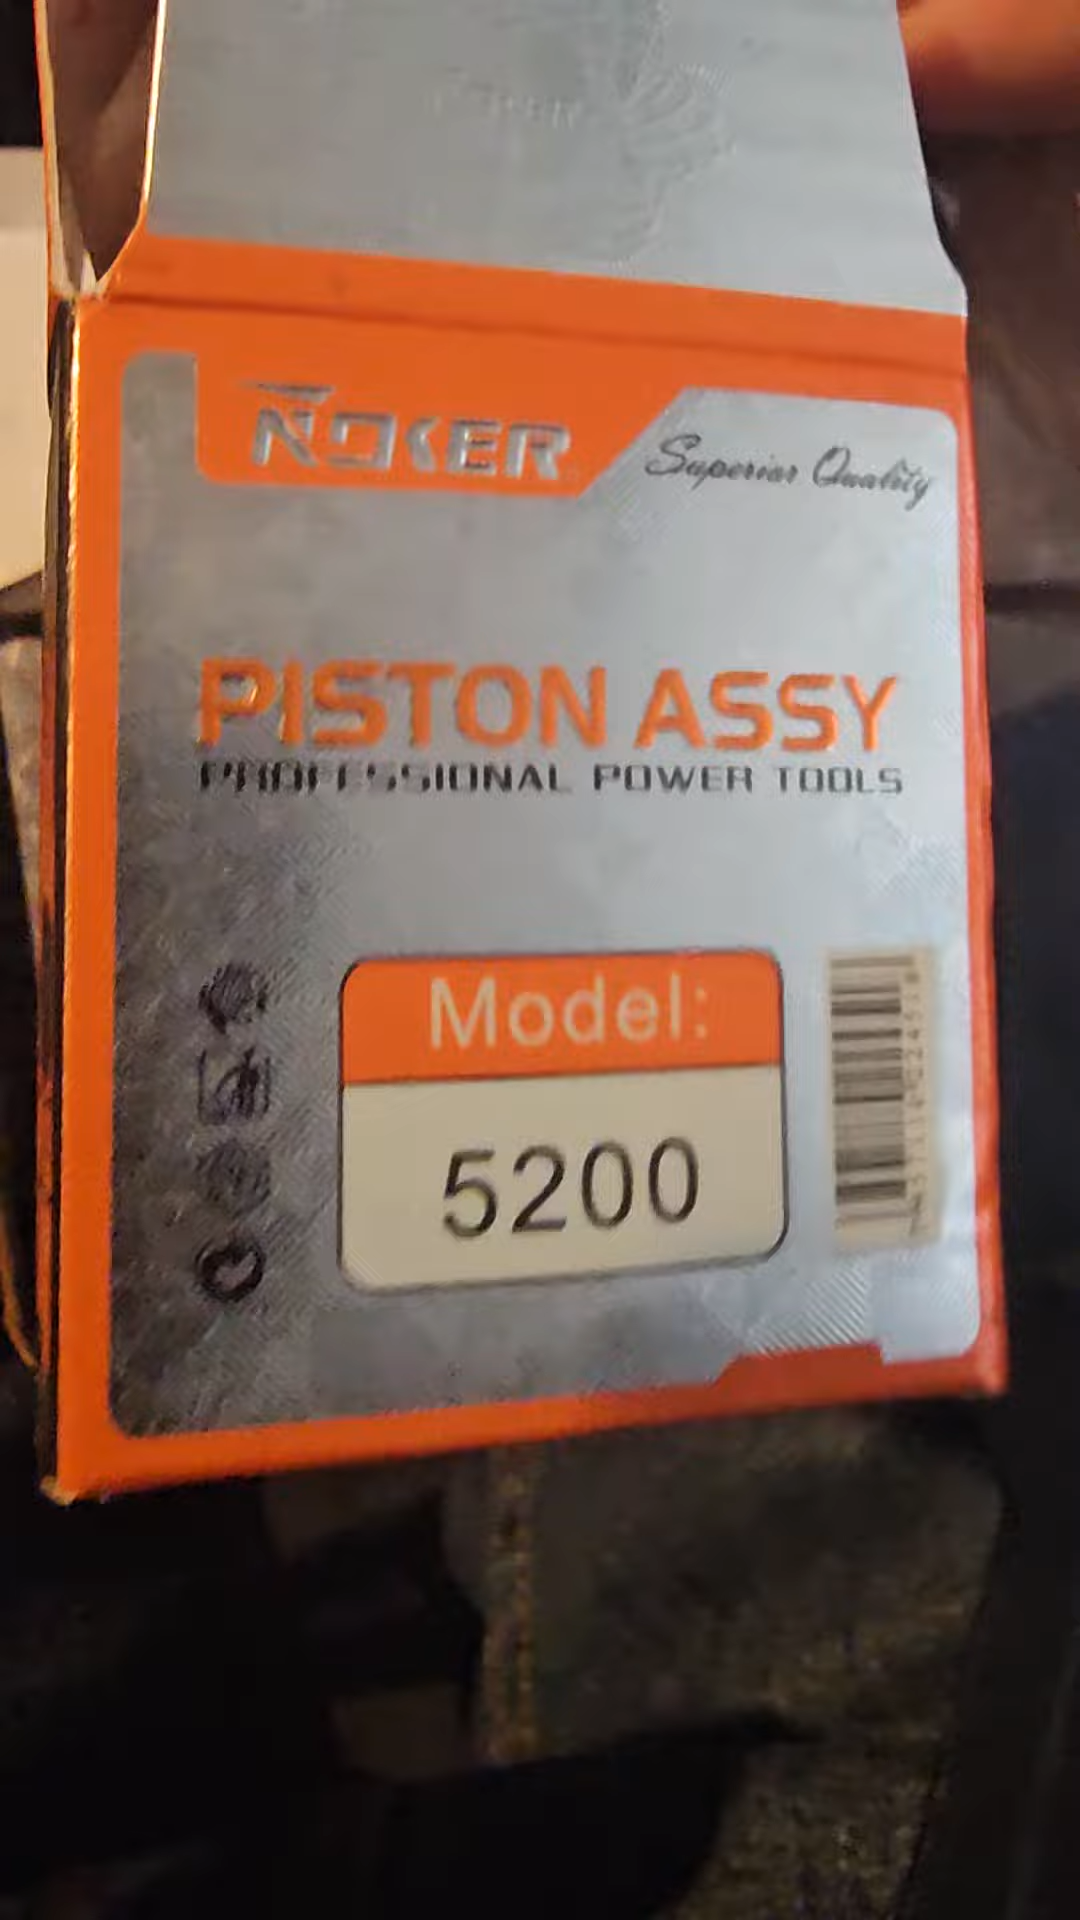 NOKER
Superior Quality
PISTON ASSY
PROFESSIONAL POWER TOOLS
Model:
5200